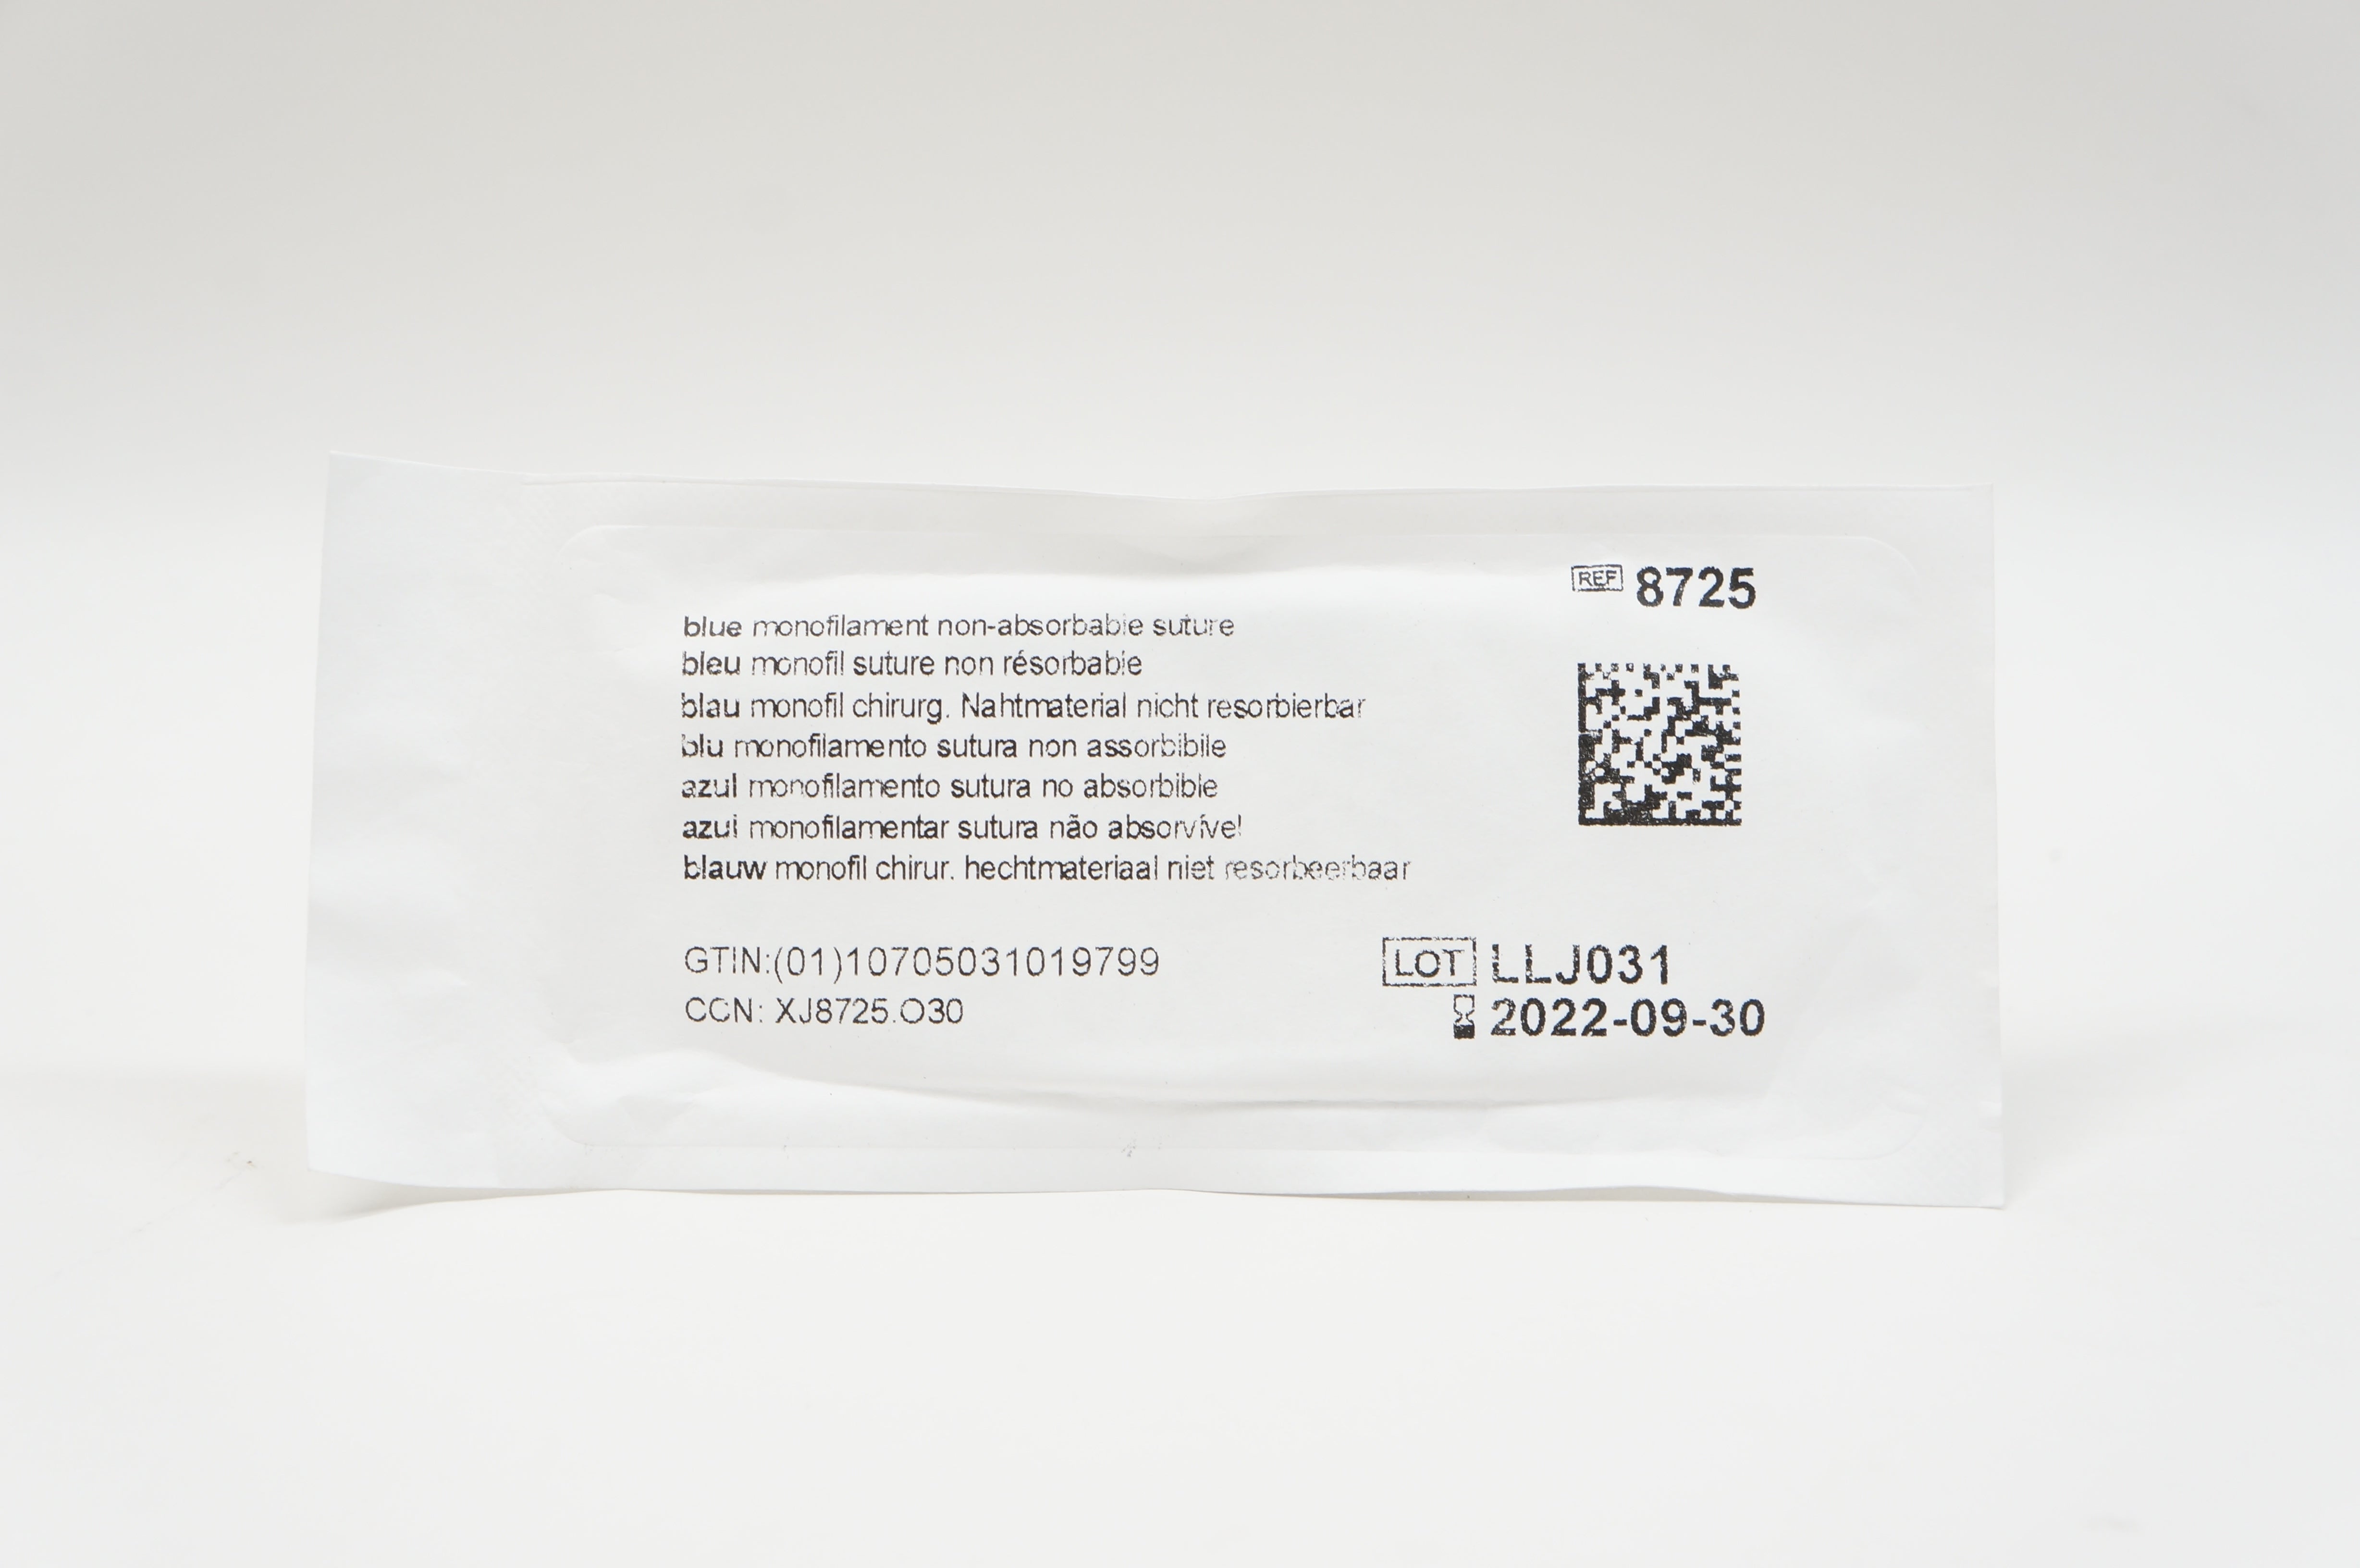 REF 8725
blue monofilament non-absorbable suture
bleu monofil suture non résorbable
blau monofil chirurg. Nahtmaterial nicht resorbierbar
blu monofilamento sutura non assorbibile
azul monofilamento sutura no absorbible
azul monofilamentar sutura não absorvível
blauw monofil chirur. hechtmateriaal niet resorbeerbaar
GTIN:(01)10705031019799
CCN: XJ8725.O30
LOT LLJ031
2022-09-30